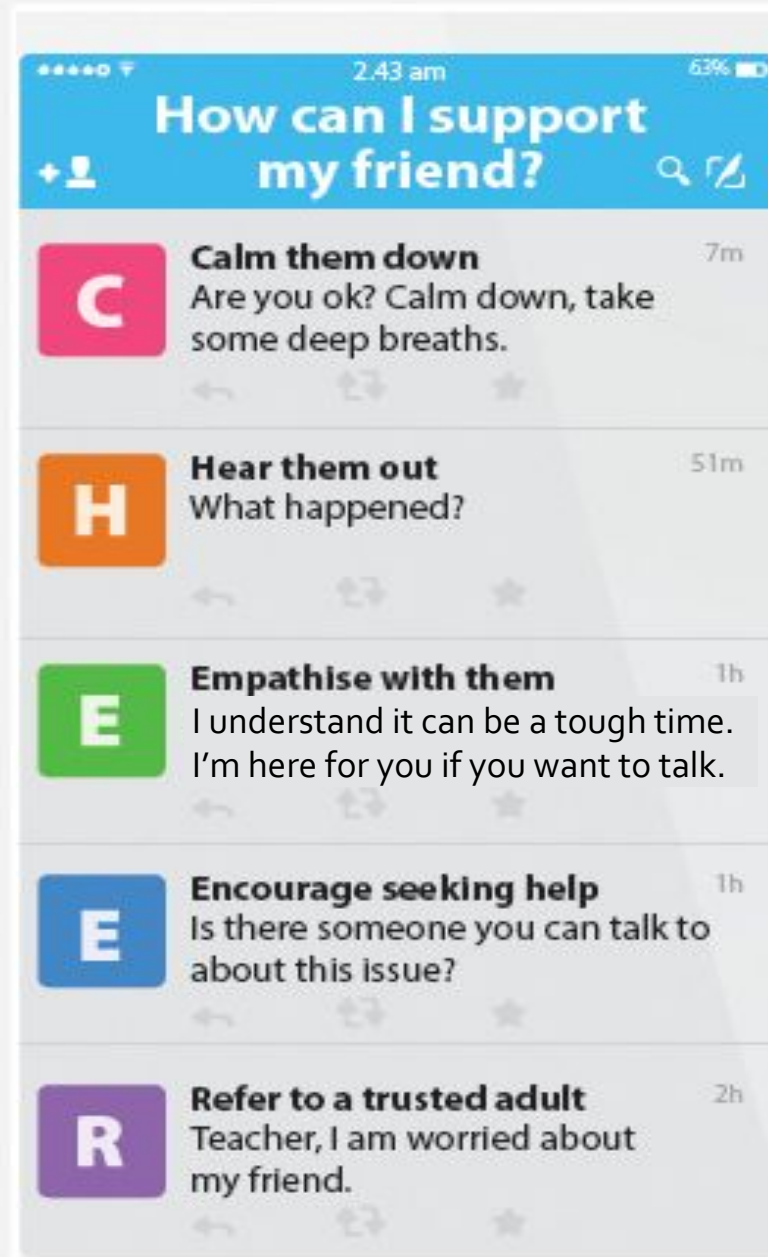 2.43 am
63%
How can I support
my friend?
C
Calm them down
7m
Are you ok? Calm down, take
some deep breaths.
H
Hear them out
51m
What happened?
E
Empathise with them
1h
I understand it can be a tough time.
I'm here for you if you want to talk.
E
Encourage seeking help
1h
Is there someone you can talk to
about this issue?
R
Refer to a trusted adult
2h
Teacher, I am worried about
my friend.